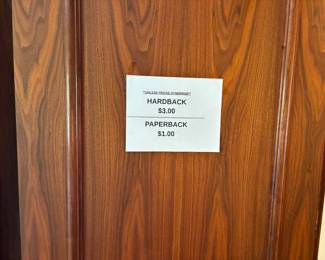 *UNLESS PRICED OTHERWISE*
HARDBACK
$3.00
PAPERBACK
$1.00